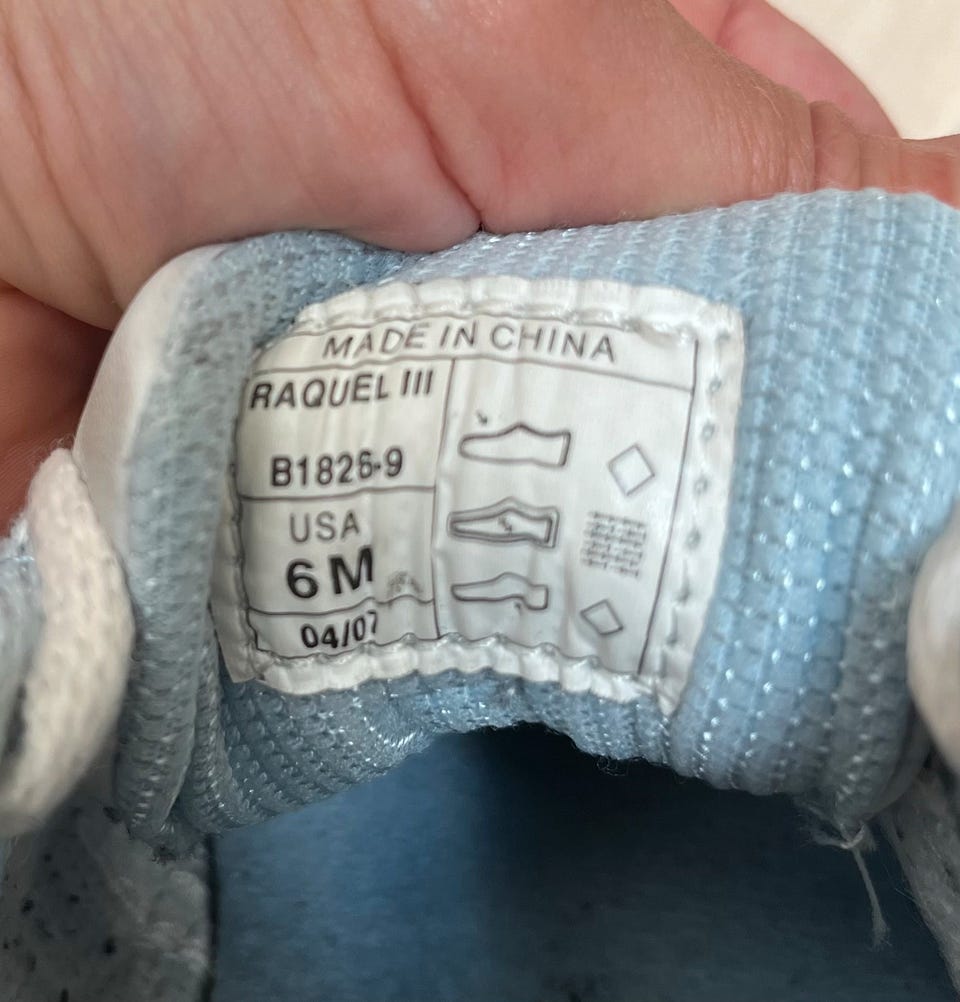 MADE IN CHINA
RAQUEL III
B1826-9
USA
6 M
04/07